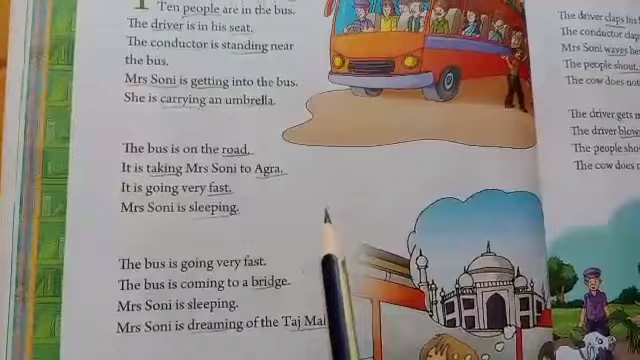 Ten people are in the bus.
The driver is in his seat.
The conductor is standing near
the bus.
Mrs Soni is getting into the bus.
She is carrying an umbrella.
The bus is on the road.
It is taking Mrs Soni to Agra.
It is going very fast.
Mrs Soni is sleeping.
The bus is going very fast.
The bus is coming to a bridge.
Mrs Soni is sleeping.
Mrs Soni is dreaming of the Taj
The driver claps
The conductor
Mrs Soni waves
The people shout.
The cow does
The driver gets
The driver
The people
The cow does